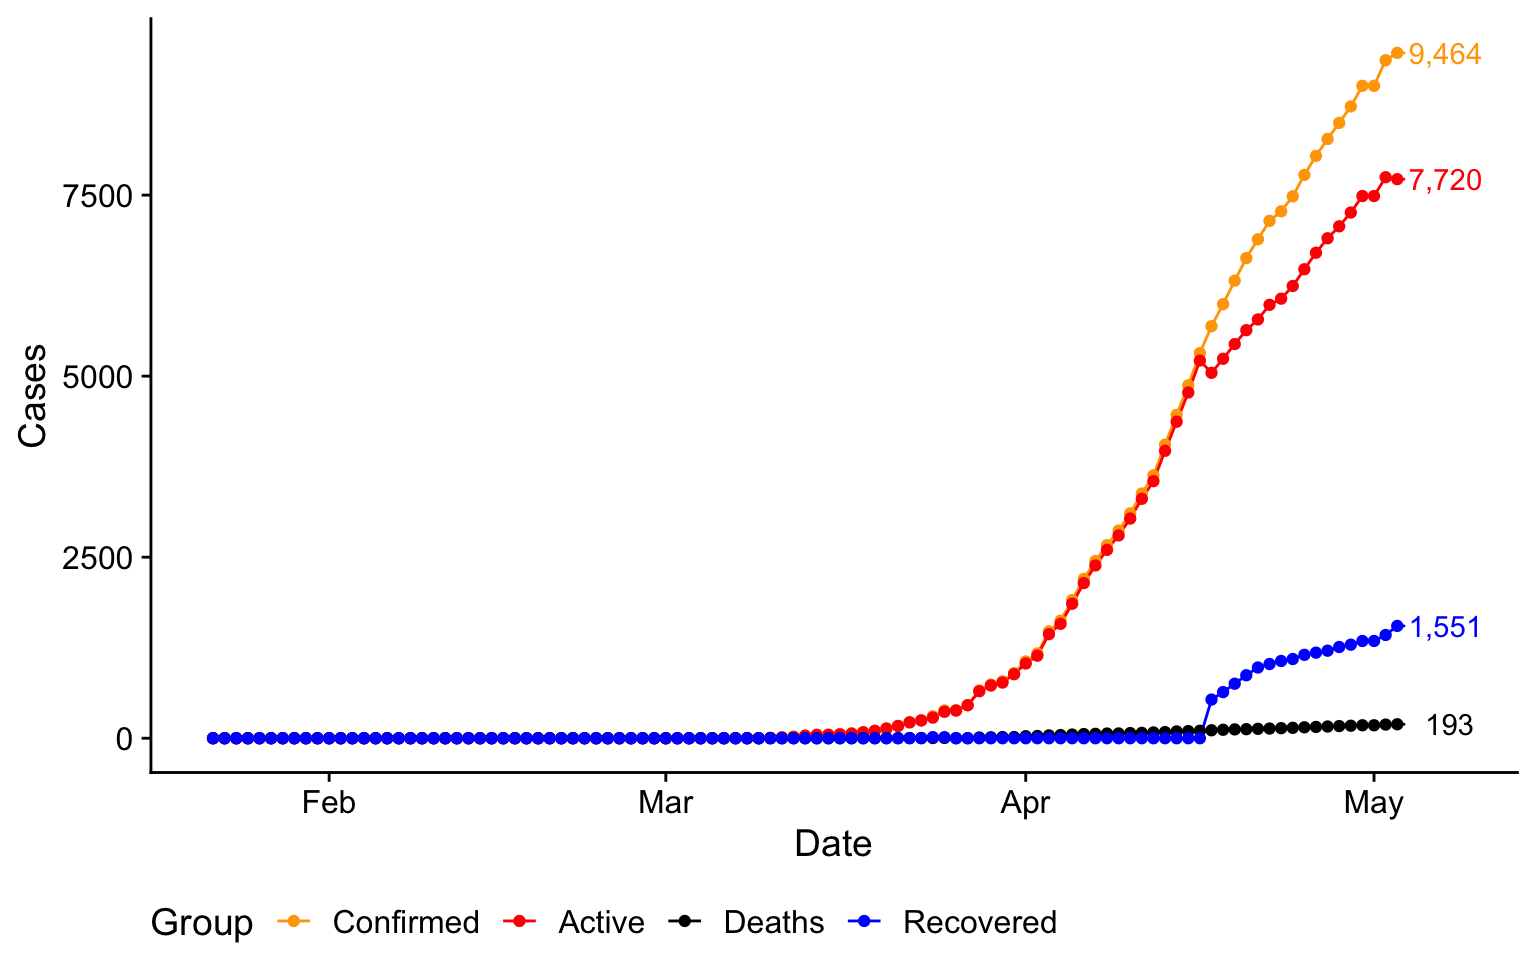 9,464
7,720
1,551
193
7500
5000
2500
0
Cases
Feb Mar Apr May
Date
Group Confirmed Active Deaths Recovered